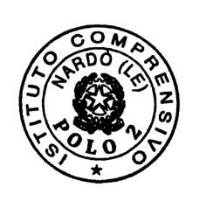 ISTITUTO COMPRENSIVO
NARDÒ (LE)
POLO 2